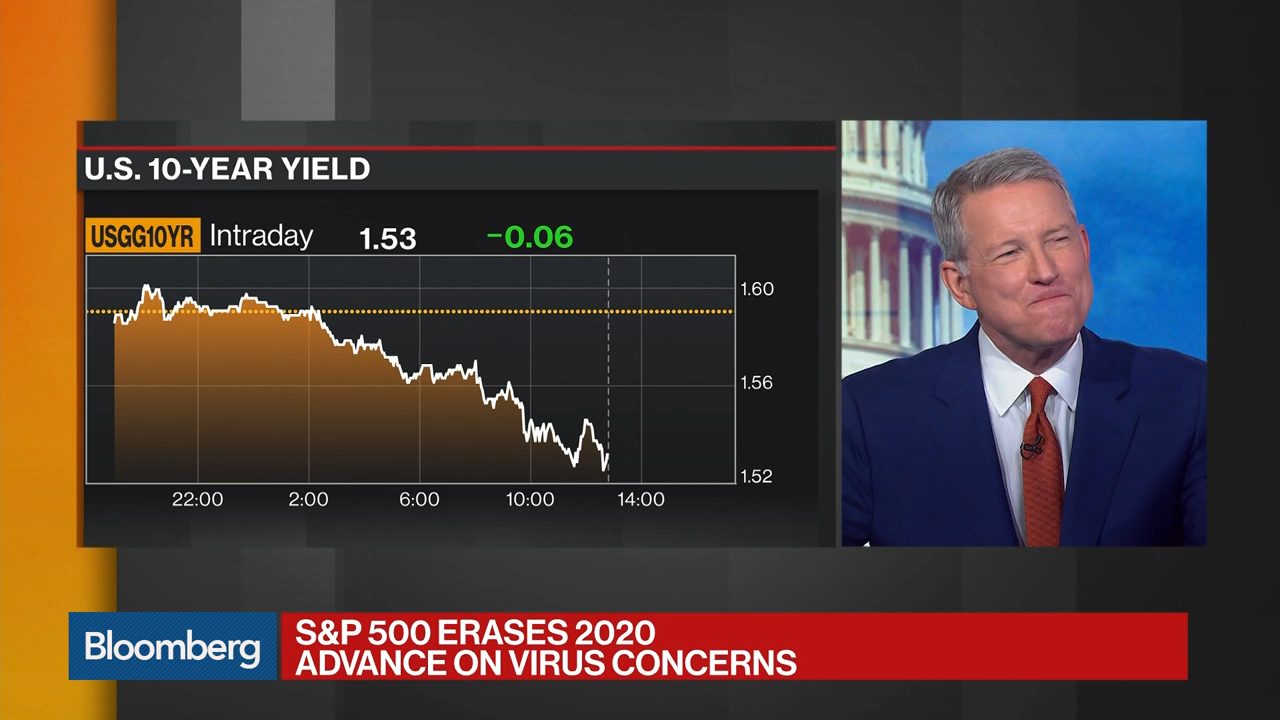 U.S. 10-YEAR YIELD
USGG10YR Intraday 1.53 -0.06
1.60
1.56
1.52
22:00 2:00 6:00 10:00 14:00
Bloomberg
S&P 500 ERASES 2020
ADVANCE ON VIRUS CONCERNS